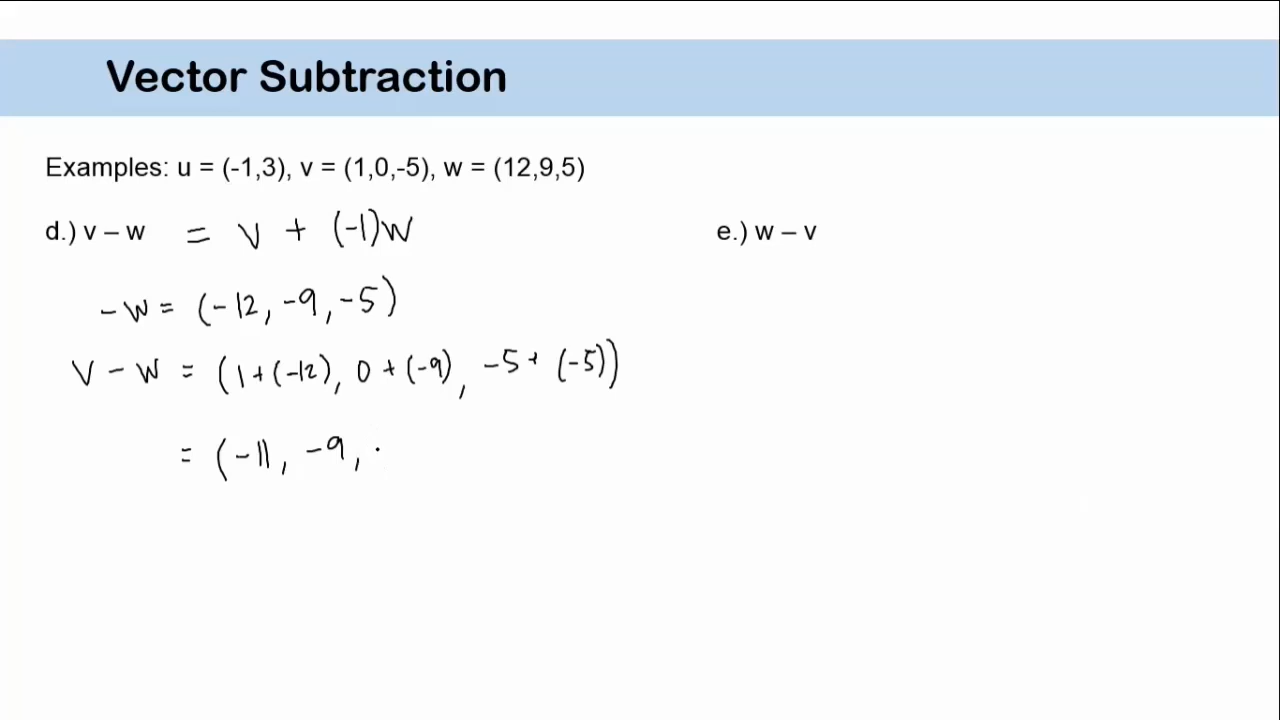 Vector Subtraction
Examples: u = (-1,3), v = (1,0,-5), w = (12,9,5)
d.) v – w = v + (-1)w
e.) w – v
-w = (-12, -9, -5)
v - w = (1+(-12), 0+(-9), -5+(-5))
= (-11, -9,